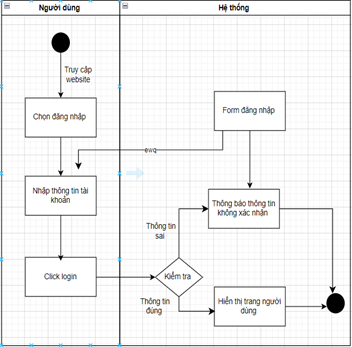 Người dùng
Hệ thống
Truy cập
website
Chọn đăng nhập
Form đăng nhập
EWQ
Nhập thông tin tài
khoản
Thông báo thông tin
không xác nhận
Thông tin
sai
Click login
Kiểm tra
Thông tin
đúng
Hiển thị trang người
dùng